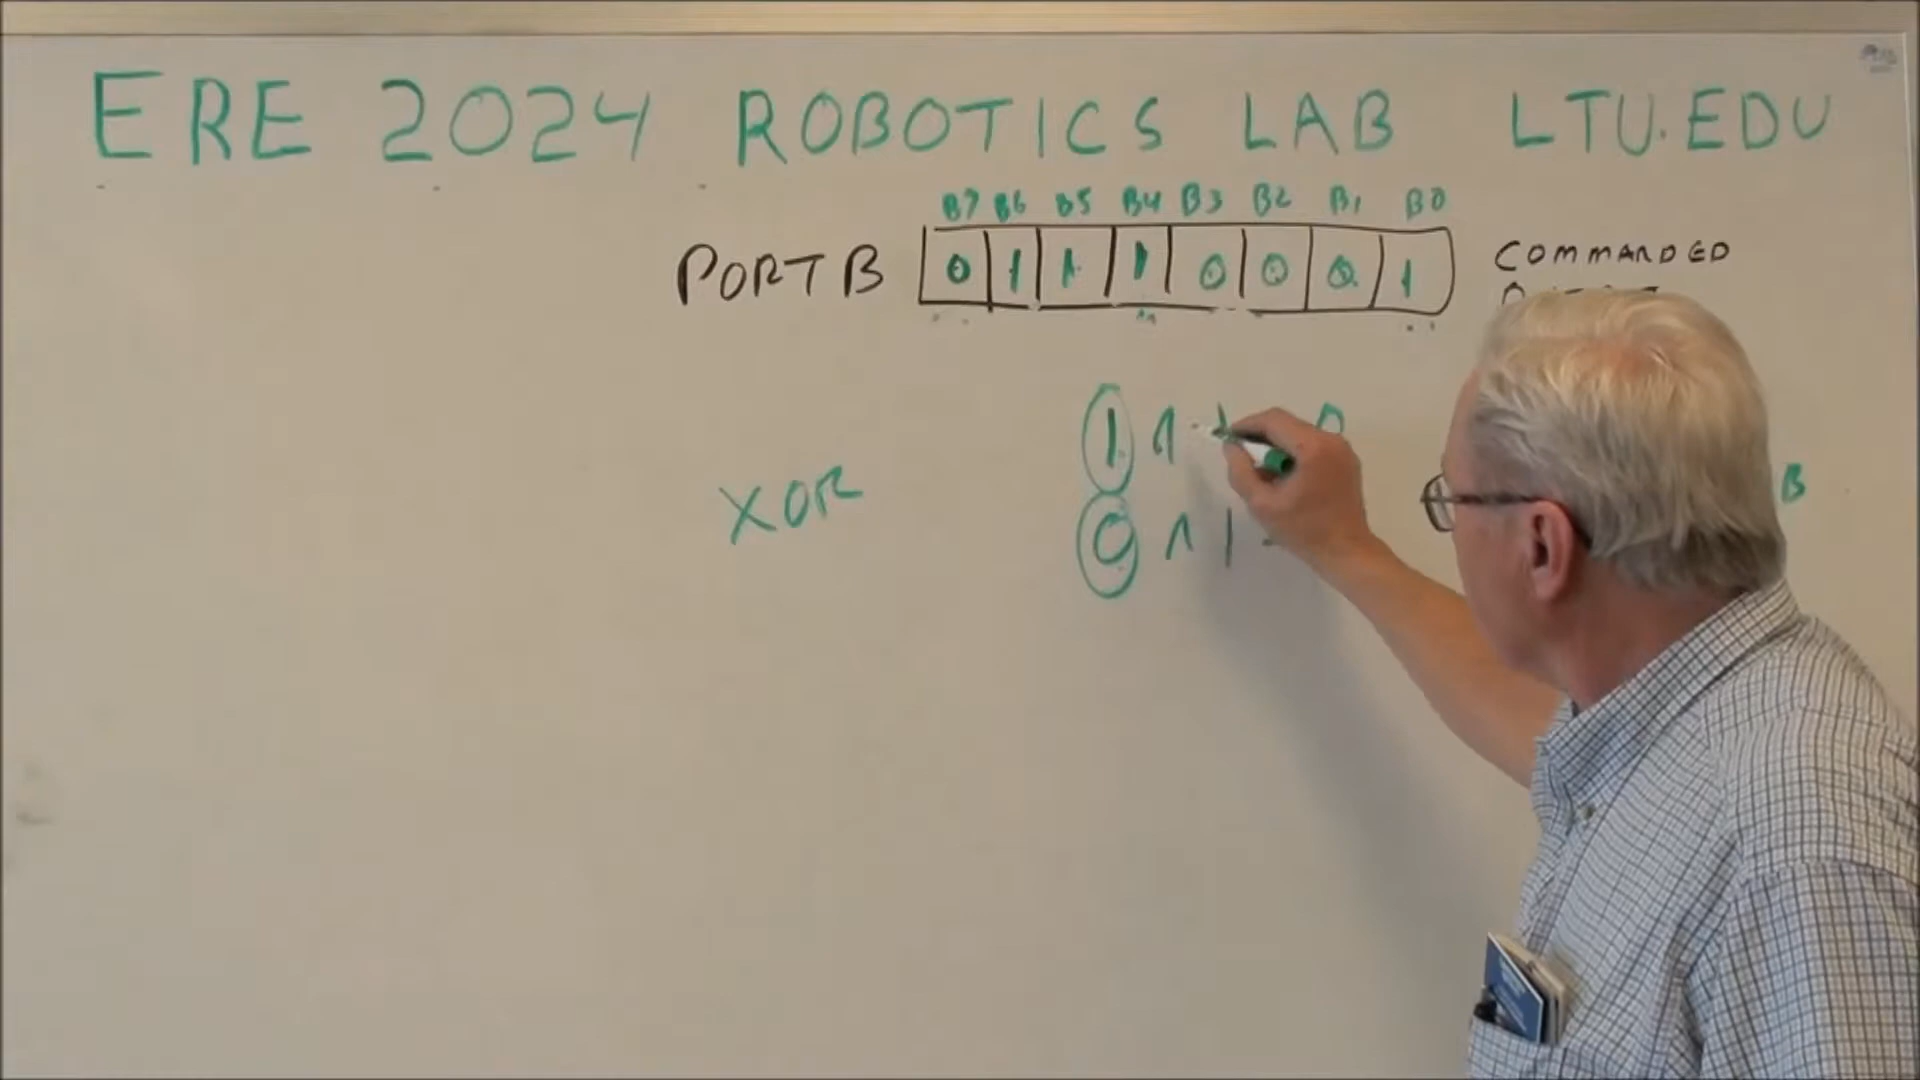 ERE 2024 ROBOTICS LAB LTU.EDU
B7 B6 B5 B4 B3 B2 B1 B0
PORTB 0 1 1 1 0 0 0 1 COMMANDED
1 ^ 1 0
XOR
0 ^ 1
B